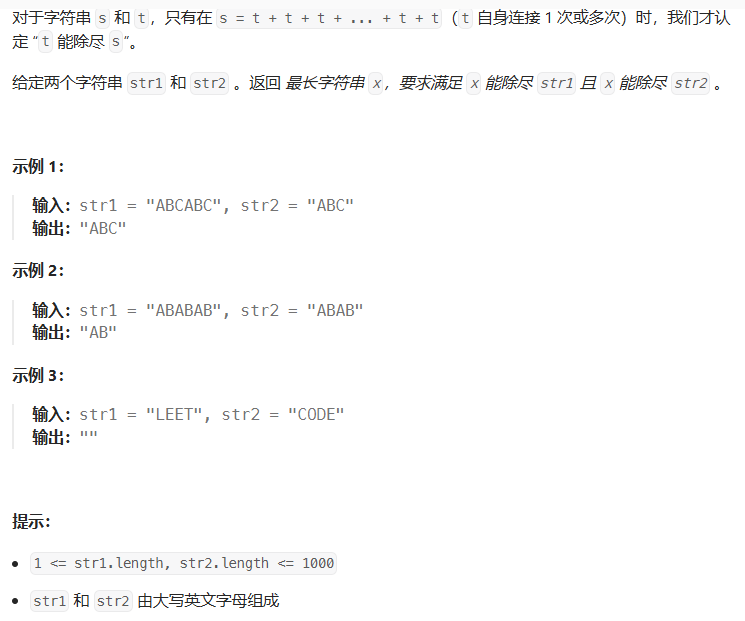 对于字符串 s 和 t，只有在 s = t + t + t + ... + t + t（t 自身连接 1 次或多次）时，我们才认
定 “t 能除尽 s”。
给定两个字符串 str1 和 str2 。返回 最长字符串 x，要求满足 x 能除尽 str1 且 x 能除尽 str2 。
示例 1：
输入：str1 = "ABCABC", str2 = "ABC"
输出："ABC"
示例 2：
输入：str1 = "ABABAB", str2 = "ABAB"
输出："AB"
示例 3：
输入：str1 = "LEET", str2 = "CODE"
输出：""
提示：
• 1 <= str1.length, str2.length <= 1000
• str1 和 str2 由大写英文字母组成